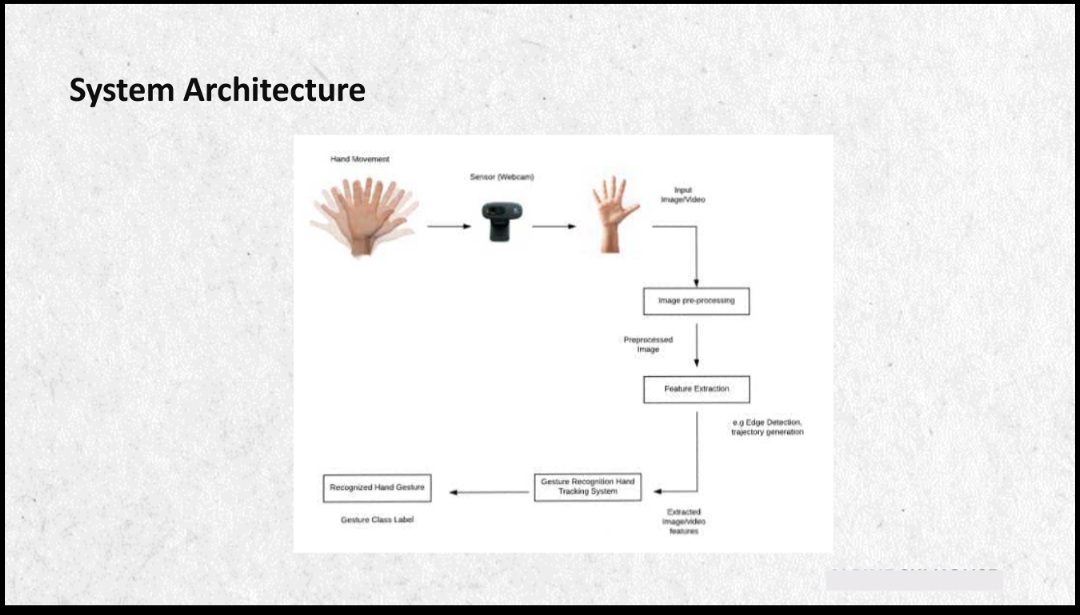 System Architecture
Hand Movement
Sensor (Webcam)
Input
Image/Video
Image pre-processing
Preprocessed
Image
Feature Extraction
e.g Edge Detection,
trajectory generation
Extracted
Image/video
features
Gesture Recognition Hand
Tracking System
Recognized Hand Gesture
Gesture Class Label